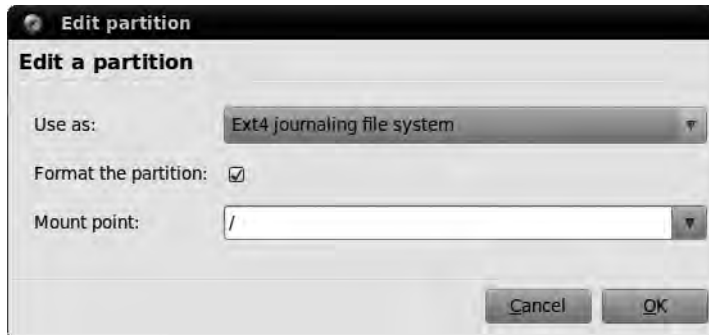 Edit partition
Edit a partition
Use as: Ext4 journaling file system
Format the partition:
Mount point: /
Cancel OK